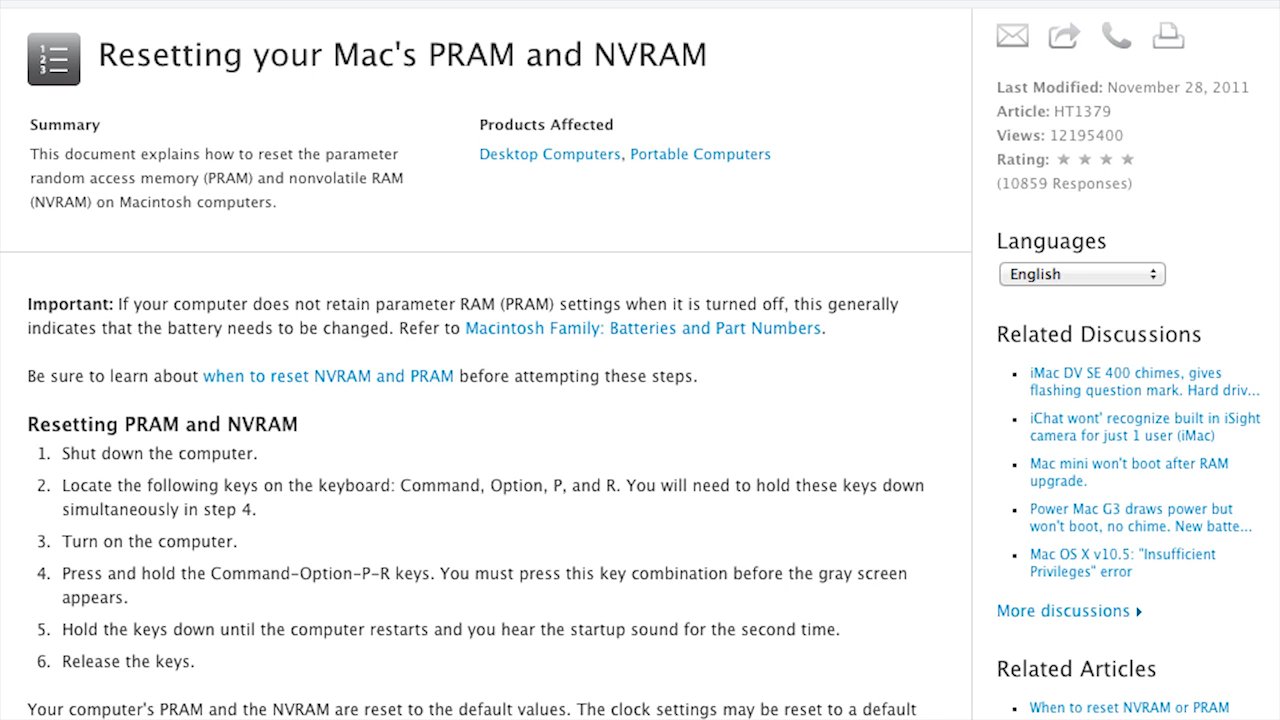 1
2
3
Resetting your Mac's PRAM and NVRAM
Summary
This document explains how to reset the parameter
random access memory (PRAM) and nonvolatile RAM
(NVRAM) on Macintosh computers.
Products Affected
Desktop Computers, Portable Computers
Important: If your computer does not retain parameter RAM (PRAM) settings when it is turned off, this generally
indicates that the battery needs to be changed. Refer to Macintosh Family: Batteries and Part Numbers.
Be sure to learn about when to reset NVRAM and PRAM before attempting these steps.
Resetting PRAM and NVRAM
1. Shut down the computer.
2. Locate the following keys on the keyboard: Command, Option, P, and R. You will need to hold these keys down
simultaneously in step 4.
3. Turn on the computer.
4. Press and hold the Command-Option-P-R keys. You must press this key combination before the gray screen
appears.
5. Hold the keys down until the computer restarts and you hear the startup sound for the second time.
6. Release the keys.
Your computer's PRAM and the NVRAM are reset to the default values. The clock settings may be reset to a default
Last Modified: November 28, 2011
Article: HT1379
Views: 12195400
Rating: ★ ★ ★ ★
(10859 Responses)
Languages
English
Related Discussions
▪ iMac DV SE 400 chimes, gives
flashing question mark. Hard driv...
▪ iChat wont' recognize built in iSight
camera for just 1 user (iMac)
▪ Mac mini won't boot after RAM
upgrade.
▪ Power Mac G3 draws power but
won't boot, no chime. New batte...
▪ Mac OS X v10.5: "Insufficient
Privileges" error
More discussions
Related Articles
▪ When to reset NVRAM or PRAM